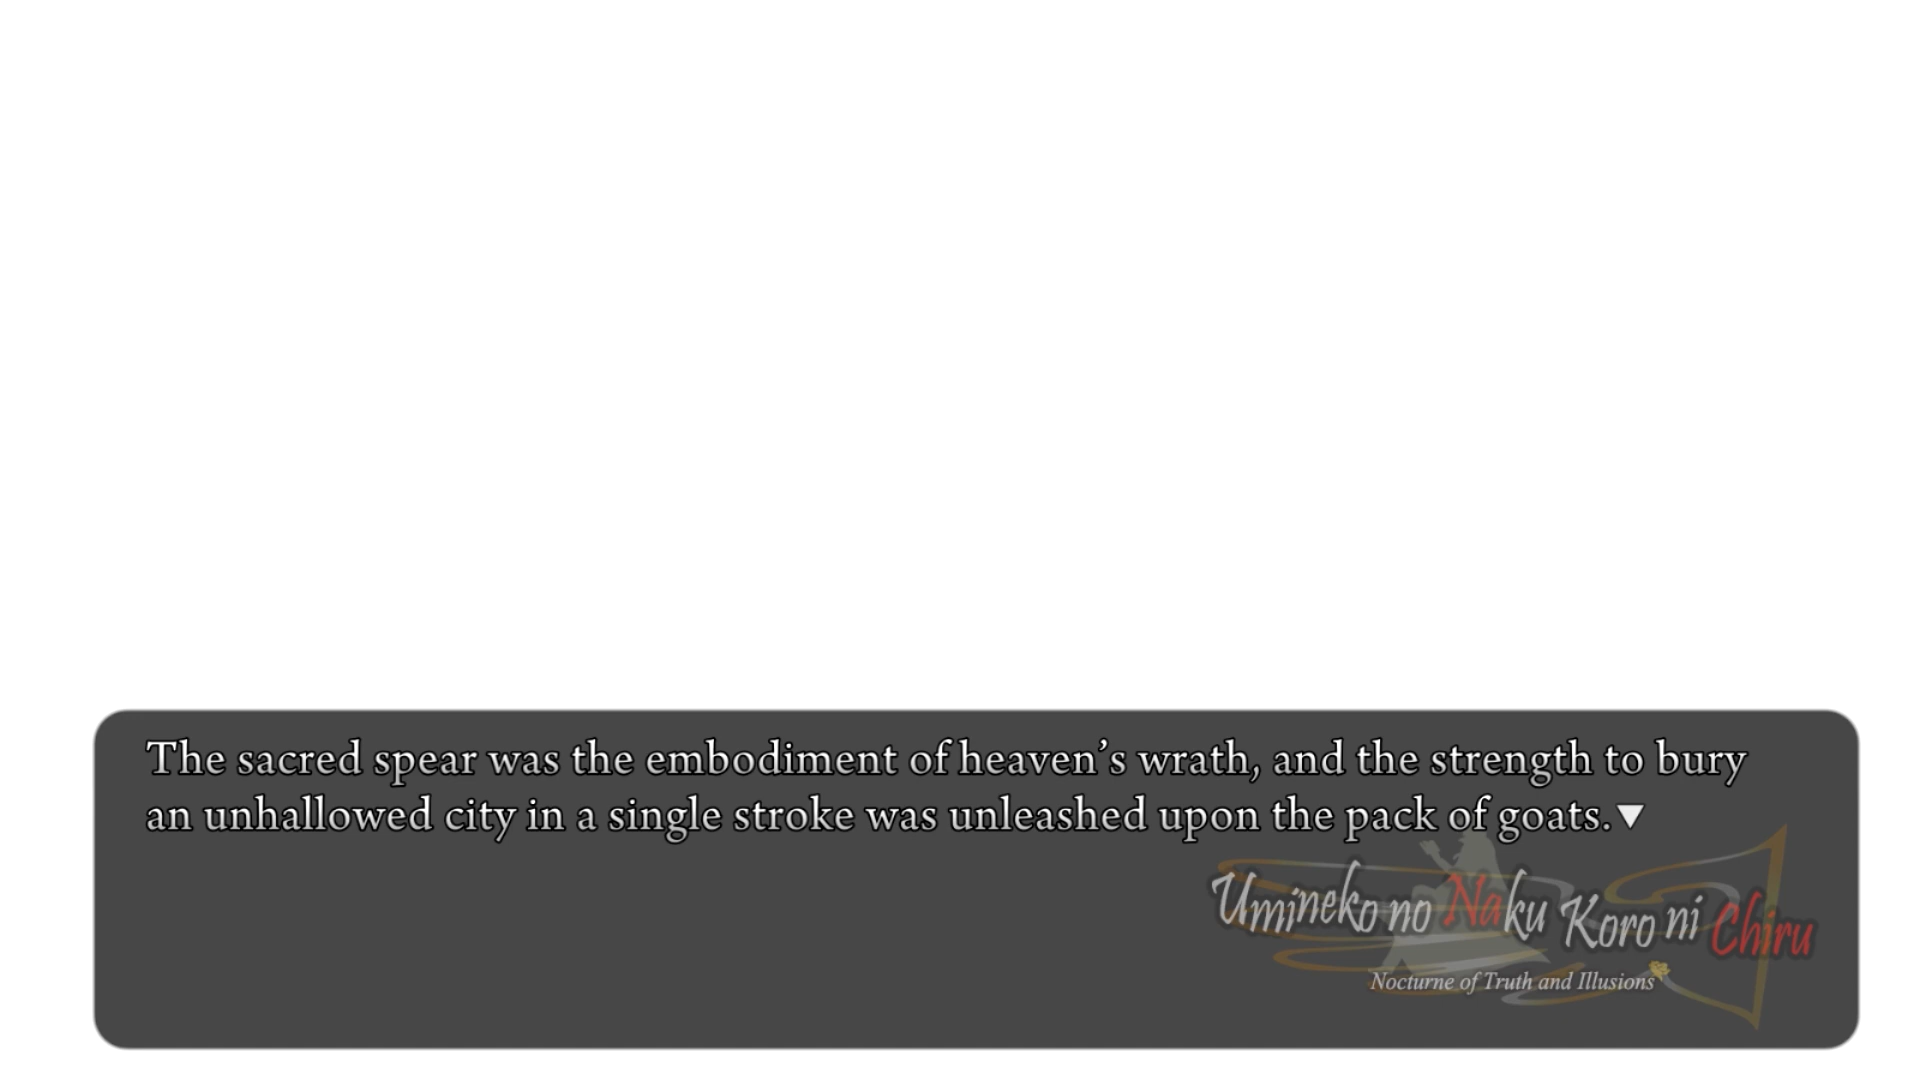 The sacred spear was the embodiment of heaven’s wrath, and the strength to bury
an unhallowed city in a single stroke was unleashed upon the pack of goats.
Umineko no Naku Koro ni Chiru
Nocturne of Truth and Illusions